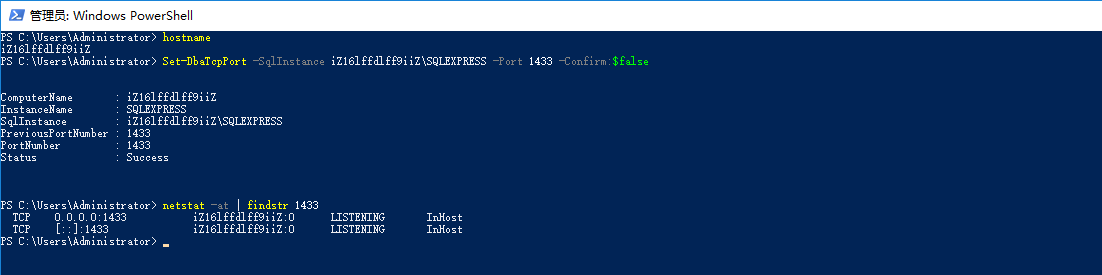 管理员: Windows PowerShell
PS C:\Users\Administrator> hostname
iZ16lffdlff9iiZ
PS C:\Users\Administrator> Set-DbaTcpPort -SqlInstance iZ16lffdlff9iiZ\SQLEXPRESS -Port 1433 -Confirm:$false
ComputerName : iZ16lffdlff9iiZ
InstanceName : SQLEXPRESS
SqlInstance : iZ16lffdlff9iiZ\SQLEXPRESS
PreviousPortNumber : 1433
PortNumber : 1433
Status : Success
PS C:\Users\Administrator> netstat -at | findstr 1433
TCP 0.0.0.0:1433 iZ16lffdlff9iiZ:0 LISTENING InHost
TCP [::]:1433 iZ16lffdlff9iiZ:0 LISTENING InHost
PS C:\Users\Administrator>